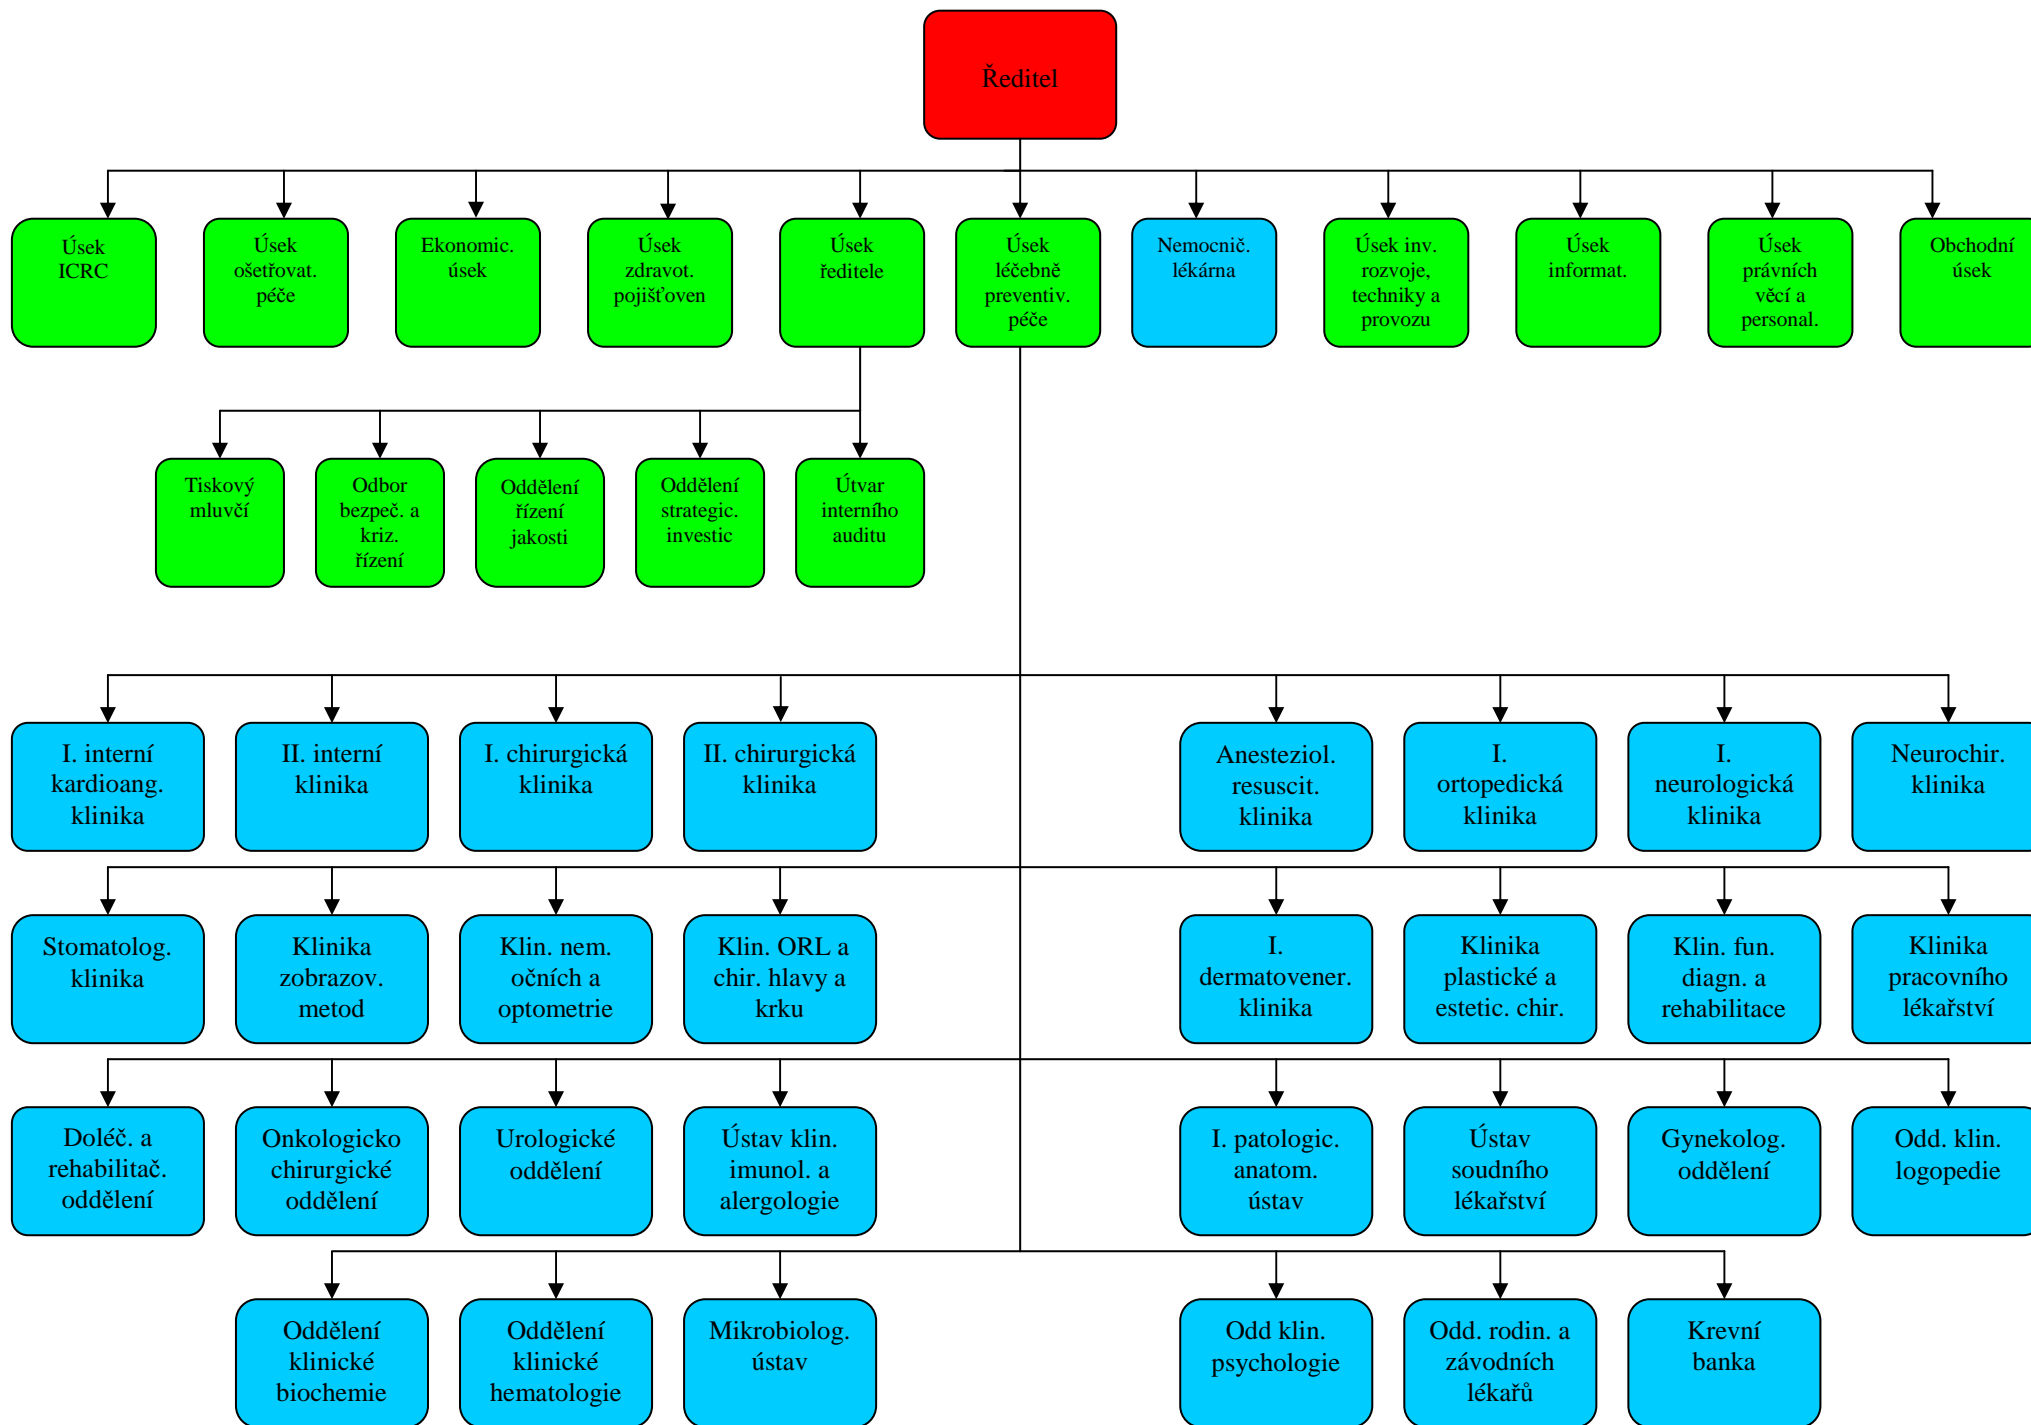 Ředitel
Úsek
ICRC
Úsek
ošetřovat.
péče
Ekonomic.
úsek
Úsek
zdravot.
pojišťoven
Úsek
ředitele
Úsek
léčebně
preventiv.
péče
Nemocnič.
lékárna
Úsek inv.
rozvoje,
techniky a
provozu
Úsek
informat.
Úsek
právních
věcí a
personal.
Obchodní
úsek
Tiskový
mluvčí
Odbor
bezpeč. a
kriz.
řízení
Oddělení
řízení
jakosti
Oddělení
strategic.
investic
Útvar
interního
auditu
I. interní
kardioang.
klinika
II. interní
klinika
I. chirurgická
klinika
II. chirurgická
klinika
Anesteziol.
resuscit.
klinika
I.
ortopedická
klinika
I.
neurologická
klinika
Neurochir.
klinika
Stomatolog.
klinika
Klinika
zobrazov.
metod
Klin. nem.
očních a
optometrie
Klin. ORL a
chir. hlavy a
krku
I.
dermatovener.
klinika
Klinika
plastické a
estetic. chir.
Klin. fun.
diagn. a
rehabilitace
Klinika
pracovního
lékařství
Doléč. a
rehabilitač.
oddělení
Onkologicko
chirurgické
oddělení
Urologické
oddělení
Ústav klin.
imunol. a
alergologie
I. patologic.
anatom.
ústav
Ústav
soudního
lékařství
Gynekolog.
oddělení
Odd. klin.
logopedie
Oddělení
klinické
biochemie
Oddělení
klinické
hematologie
Mikrobiolog.
ústav
Odd klin.
psychologie
Odd. rodin. a
závodních
lékařů
Krevní
banka